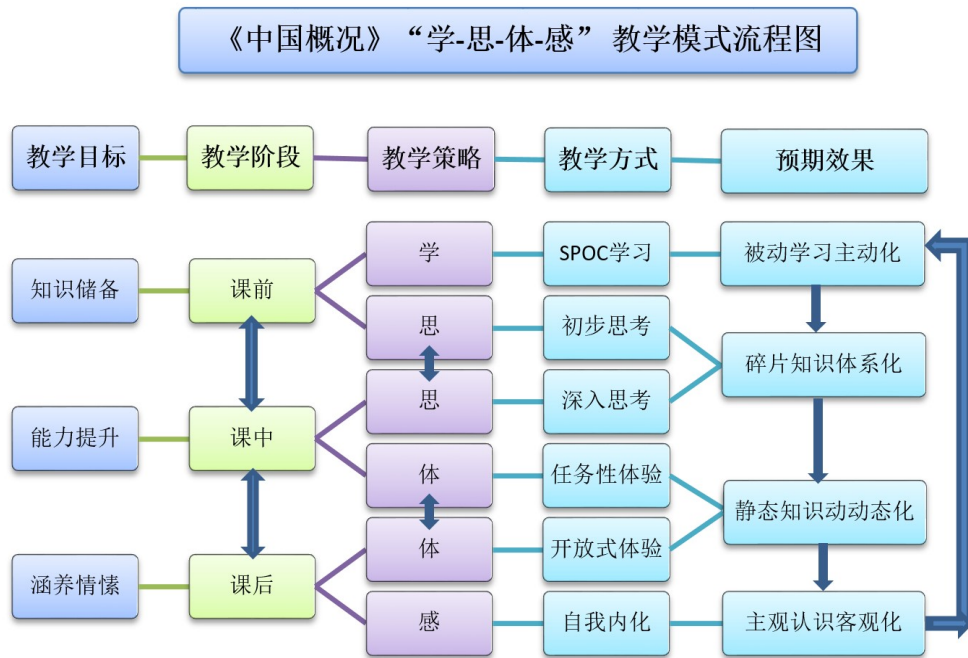 《中国概况》“学-思-体-感” 教学模式流程图
教学目标 教学阶段 教学策略 教学方式 预期效果
学 SPOC学习 被动学习主动化
知识储备 课前
思 初步思考
碎片知识体系化
思 深入思考
能力提升 课中
体 任务性体验
静态知识动动态化
体 开放式体验
涵养情愫 课后
感 自我内化 主观认识客观化